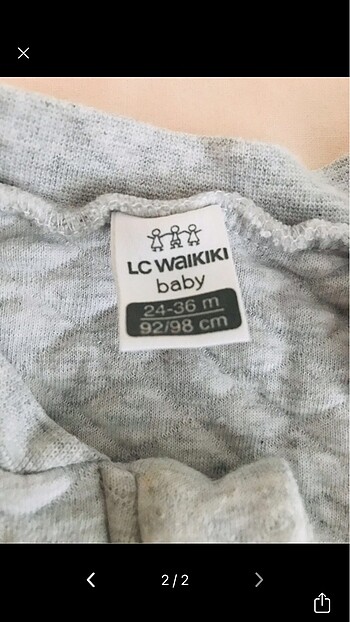 LC WAIKIKI
baby
24-36 m
92/98 cm
2/2